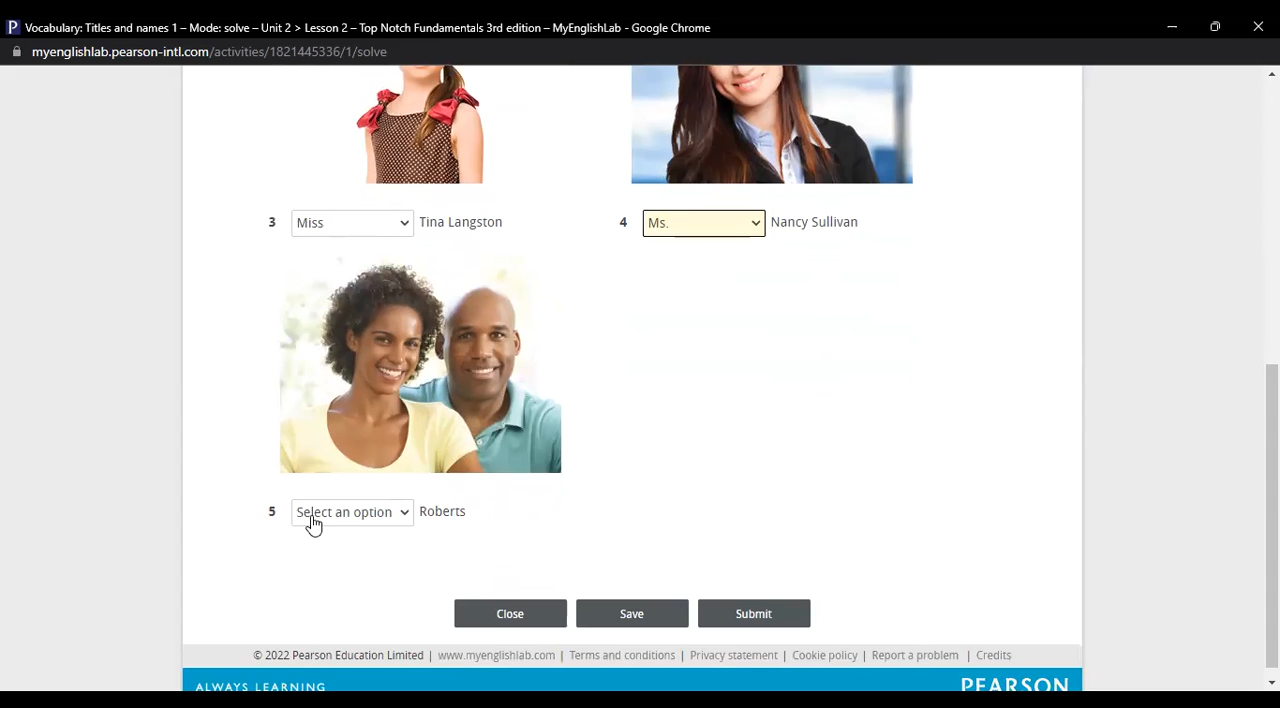 Vocabulary: Titles and names 1 – Mode: solve – Unit 2 > Lesson 2 – Top Notch Fundamentals 3rd edition – MyEnglishLab - Google Chrome
myenglishlab.pearson-intl.com/activities/1821445336/1/solve
3 Miss Tina Langston
4 Ms. Nancy Sullivan
5 Select an option Roberts
Close Save Submit
© 2022 Pearson Education Limited | www.myenglishlab.com | Terms and conditions | Privacy statement | Cookie policy | Report a problem | Credits
ALWAYS LEARNING
PEARSON